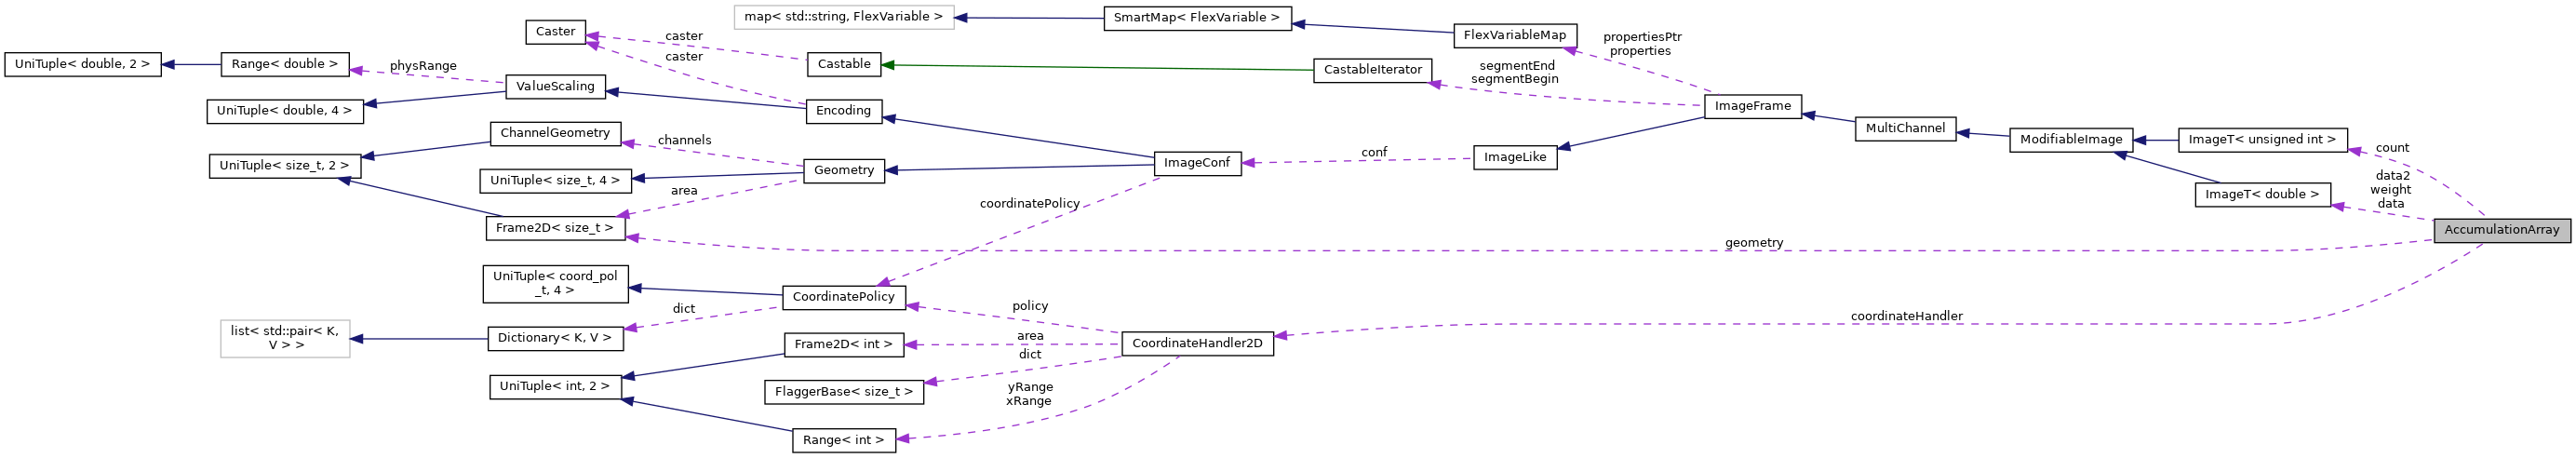 map< std::string, FlexVariable >
SmartMap< FlexVariable >
FlexVariableMap
Caster
caster
caster
Castable
CastableIterator
propertiesPtr
properties
segmentEnd
segmentBegin
UniTuple< double, 2 >
Range< double >
physRange
ValueScaling
UniTuple< double, 4 >
Encoding
ImageFrame
MultiChannel
ModifiableImage
ImageT< unsigned int >
count
ChannelGeometry
channels
UniTuple< size_t, 2 >
Geometry
ImageConf
conf
ImageLike
UniTuple< size_t, 4 >
area
coordinatePolicy
ImageT< double >
data2
weight
data
Frame2D< size_t >
geometry
AccumulationArray
UniTuple< coord_pol
_t, 4 >
CoordinatePolicy
policy
dict
coordinateHandler
list< std::pair< K,
V > >
Dictionary< K, V >
Frame2D< int >
area
dict
CoordinateHandler2D
UniTuple< int, 2 >
FlaggerBase< size_t >
yRange
xRange
Range< int >